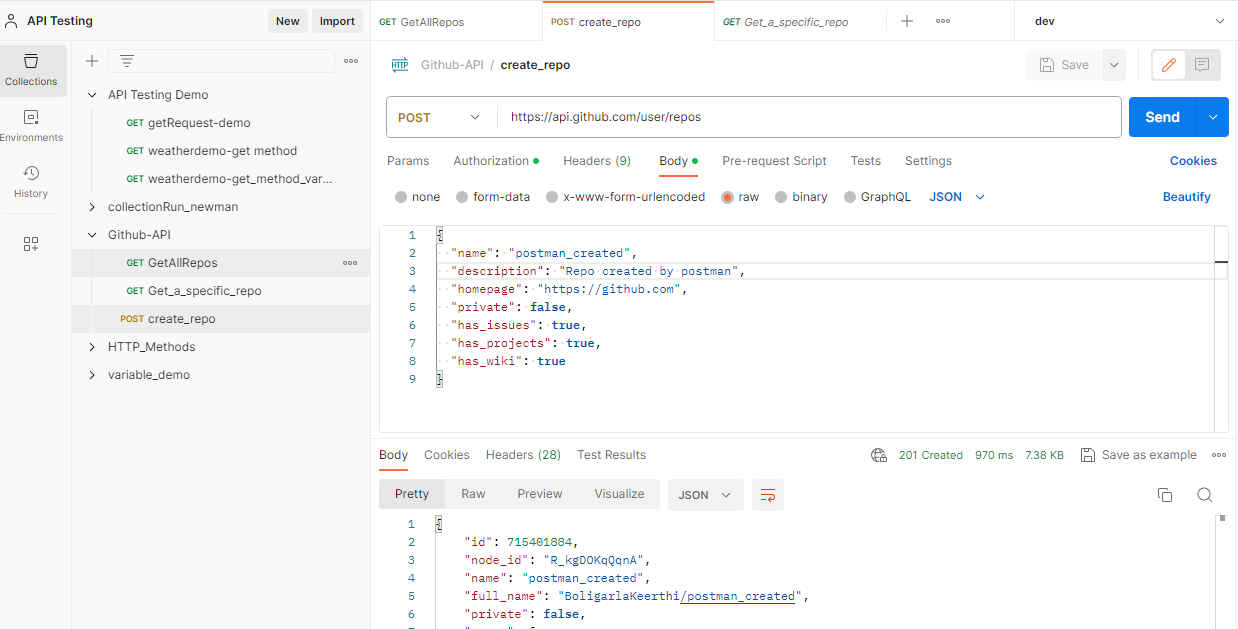 API Testing
New
Import
GET GetAllRepos
POST create_repo
GET Get_a_specific_repo
dev
Collections
Environments
History
API Testing Demo
GET getRequest-demo
GET weatherdemo-get method
GET weatherdemo-get_method_var...
collectionRun_newman
Github-API
GET GetAllRepos
GET Get_a_specific_repo
POST create_repo
HTTP_Methods
variable_demo
HTTP Github-API / create_repo
Save
POST
https://api.github.com/user/repos
Send
Params Authorization Headers (9) Body Pre-request Script Tests Settings Cookies
none form-data x-www-form-urlencoded raw binary GraphQL JSON Beautify
1 {
2 "name": "postman_created",
3 "description": "Repo created by postman",
4 "homepage": "https://github.com",
5 "private": false,
6 "has_issues": true,
7 "has_projects": true,
8 "has_wiki": true
9 }
Body Cookies Headers (28) Test Results 201 Created 970 ms 7.38 KB Save as example
Pretty Raw Preview Visualize JSON
1 {
2 "id": 715401884,
3 "node_id": "R_kgDOKqQqnA",
4 "name": "postman_created",
5 "full_name": "BoligarlaKeerthi/postman_created",
6 "private": false,